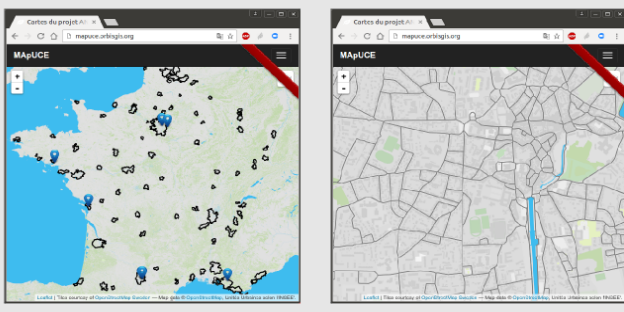 Cartes du projet A
mapuce.orbisgis.org
MApUCE
+
-
Leaflet | Tiles courtesy of OpenStreetMap Sweden — Map data © OpenStreetMap, Unités urbaines selon l'INSEE
Cartes du projet A
mapuce.orbisgis.org
MApUCE
+
-
Leaflet | Tiles courtesy of OpenStreetMap Sweden — Map data © OpenStreetMap, Unités urbaines selon l'INSEE